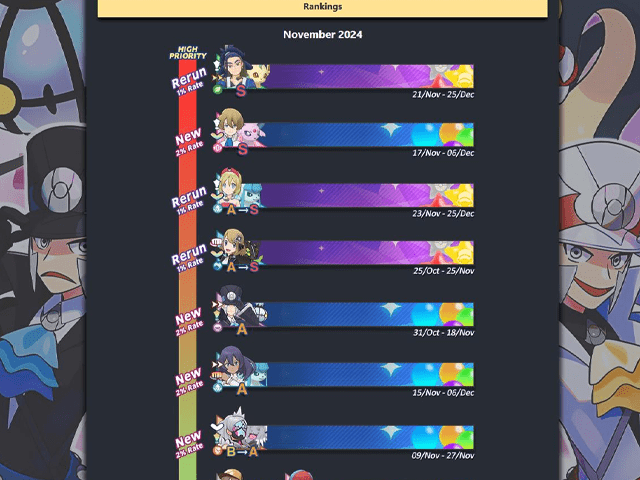 Rankings
November 2024
HIGH
PRIORITY
Rerun
1% Rate
S
21/Nov - 25/Dec
New
2% Rate
S
17/Nov - 06/Dec
Rerun
1% Rate
A→S
23/Nov - 25/Dec
Rerun
1% Rate
A→S
25/Oct - 25/Nov
New
2% Rate
A
31/Oct - 18/Nov
New
2% Rate
A
15/Nov - 06/Dec
New
2% Rate
B→A
09/Nov - 27/Nov